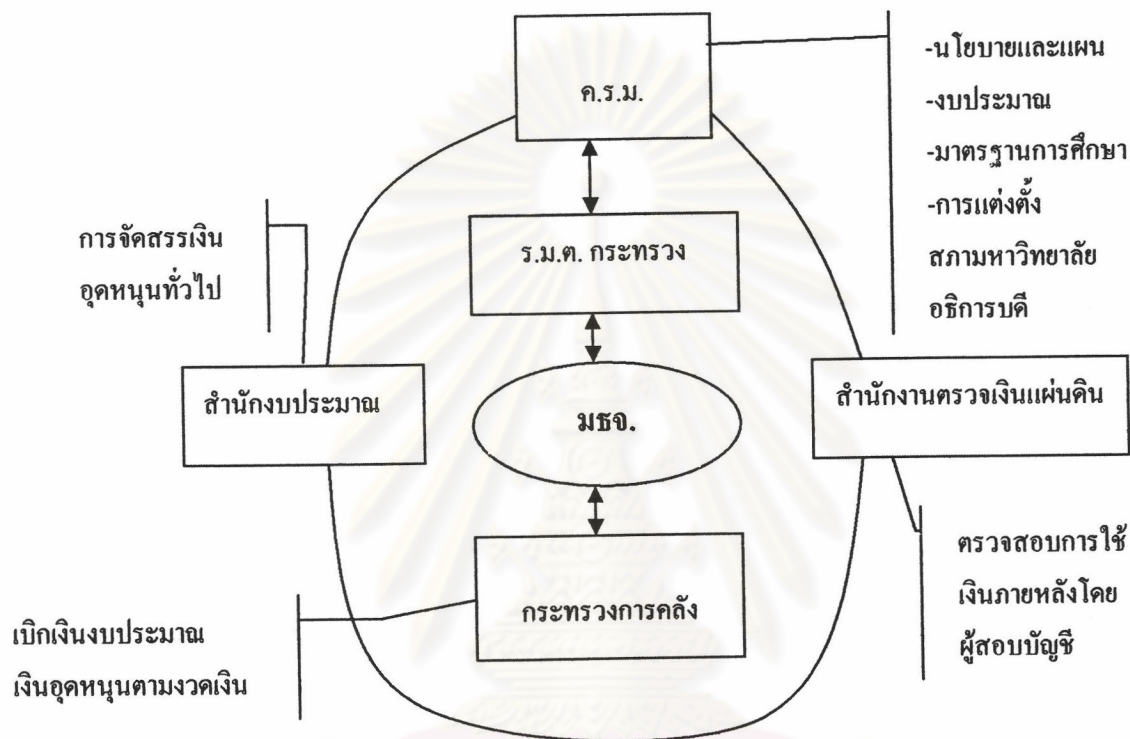 ค.ร.ม.
-นโยบายและแผน
-งบประมาณ
-มาตรฐานการศึกษา
-การแต่งตั้ง
สภามหาวิทยาลัย
อธิการบดี
ร.ม.ต. กระทรวง
การจัดสรรเงิน
อุดหนุนทั่วไป
สำนักงบประมาณ
มธจ.
สำนักงานตรวจเงินแผ่นดิน
ตรวจสอบการใช้
เงินภายหลังโดย
ผู้สอบบัญชี
กระทรวงการคลัง
เบิกเงินงบประมาณ
เงินอุดหนุนตามงวดเงิน